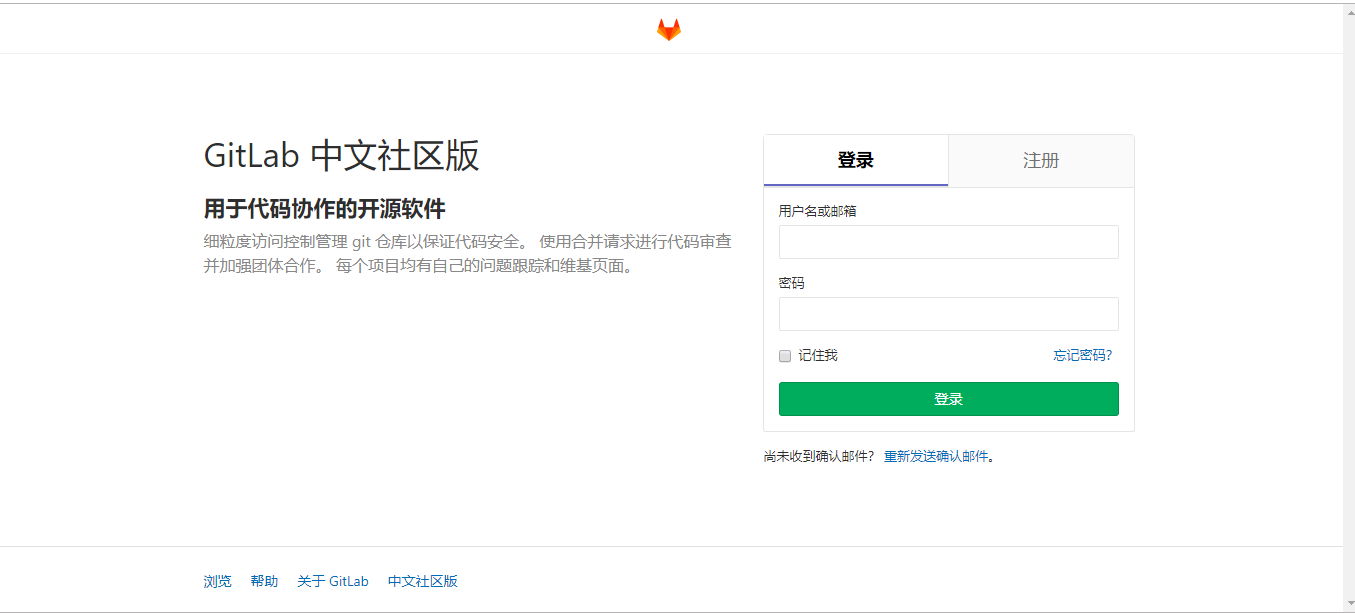 GitLab 中文社区版
用于代码协作的开源软件
细粒度访问控制管理 git 仓库以保证代码安全。 使用合并请求进行代码审查
并加强团体合作。 每个项目均有自己的问题跟踪和维基页面。
登录 注册
用户名或邮箱
密码
记住我 忘记密码?
登录
尚未收到确认邮件? 重新发送确认邮件。
浏览 帮助 关于 GitLab 中文社区版